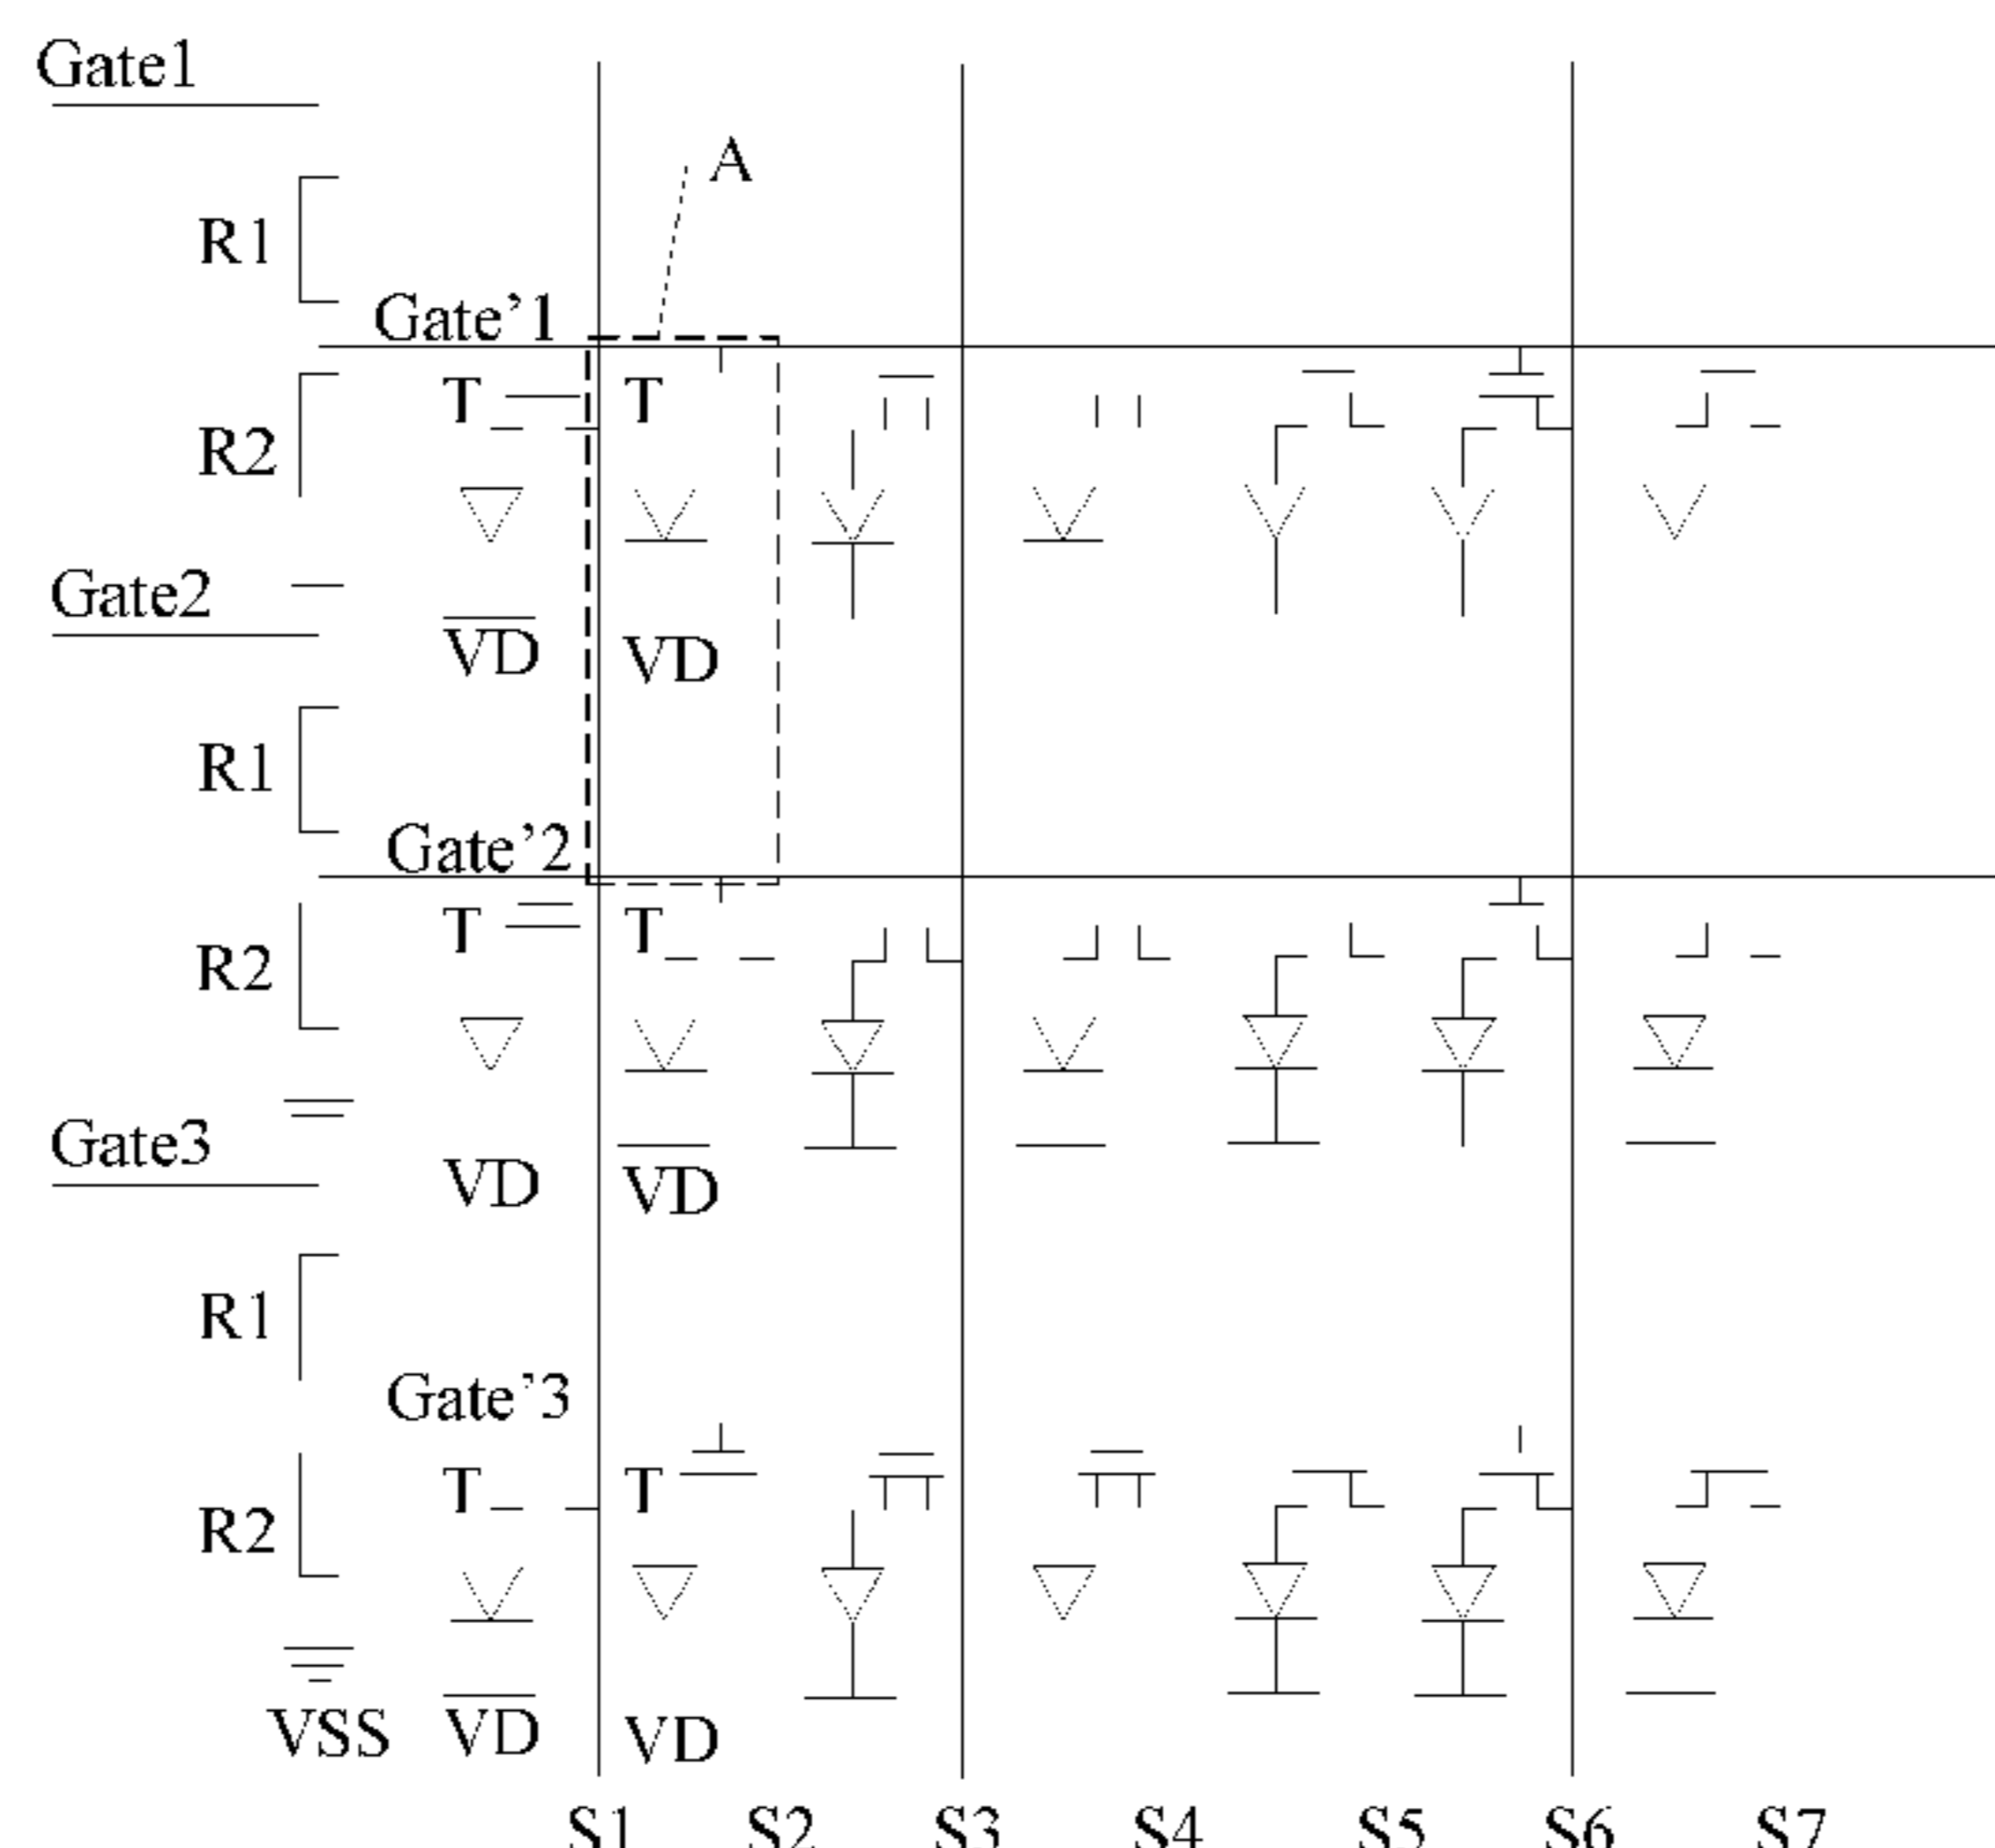 Gate1
A
R1
Gate’1
R2 T T
Gate2
VD VD
R1
Gate’2
T T
R2
Gate3
VD VD
R1
Gate’3
T T
R2
VSS VD VD
S1 S2 S3 S4 S5 S6 S7